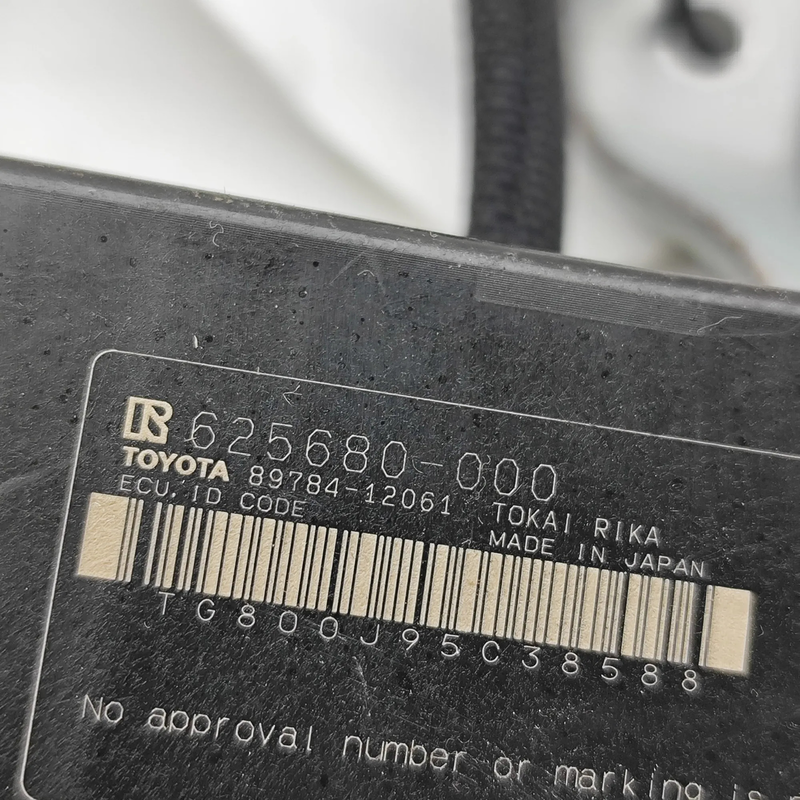 R 625680-000
TOYOTA 89784-12061 TOKAI RIKA
ECU.ID CODE MADE IN JAPAN
TG800J95C38588
No approval number or marking is